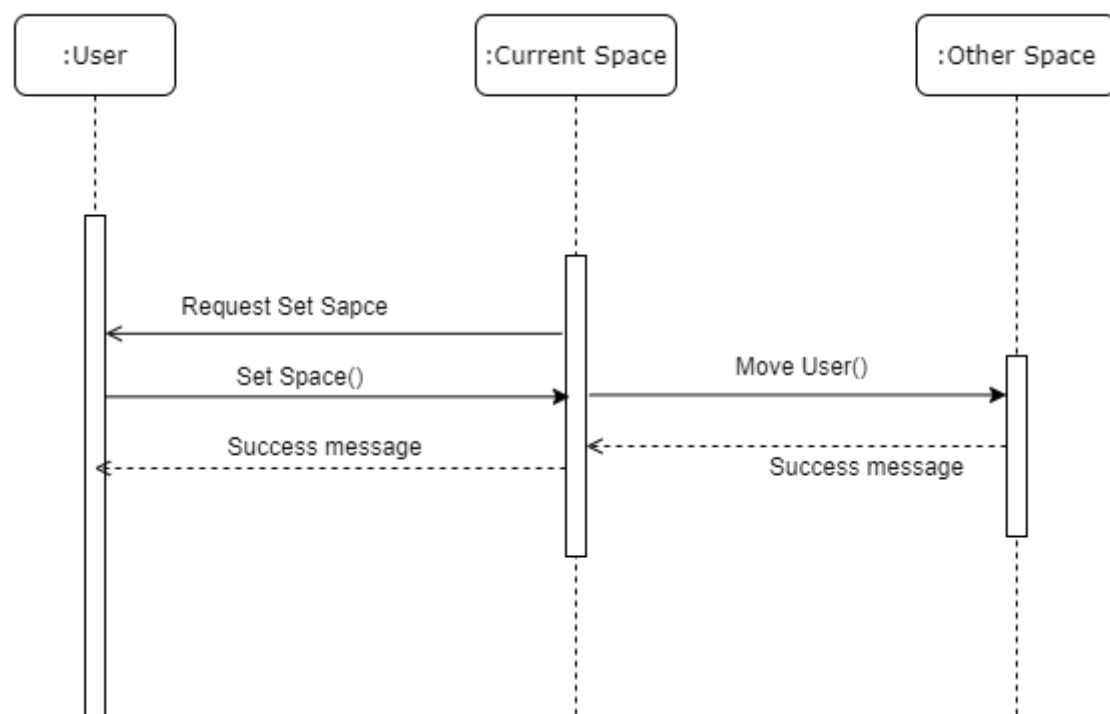 :User
:Current Space
:Other Space
Request Set Sapce
Move User()
Set Space()
Success message
Success message